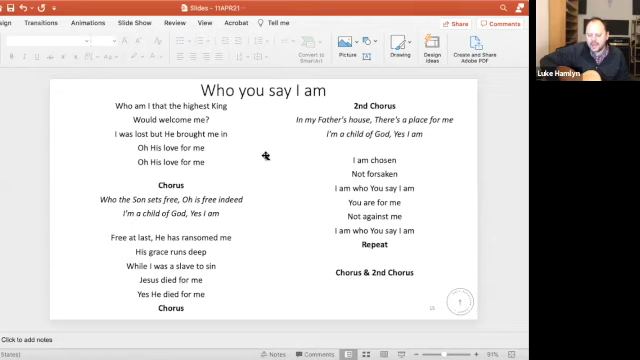 Slides - 11APR21
sign
Transitions
Animations
Slide Show
Review
View
Acrobat
Tell me
Share
Comments
Convert to
SmartArt
Picture
Drawing
Design
Ideas
Create and Share
Adobe PDF
Luke Hamlyn
Who you say I am
Who am I that the highest King
Would welcome me?
I was lost but He brought me in
Oh His love for me
Oh His love for me
Chorus
Who the Son sets free, Oh is free indeed
I'm a child of God, Yes I am
Free at last, He has ransomed me
His grace runs deep
While I was a slave to sin
Jesus died for me
Yes He died for me
Chorus
2nd Chorus
In my Father's house, There's a place for me
I'm a child of God, Yes I am
I am chosen
Not forsaken
I am who You say I am
You are for me
Not against me
I am who You say I am
Repeat
Chorus & 2nd Chorus
Click to add notes
States)
Notes
Comments
91%